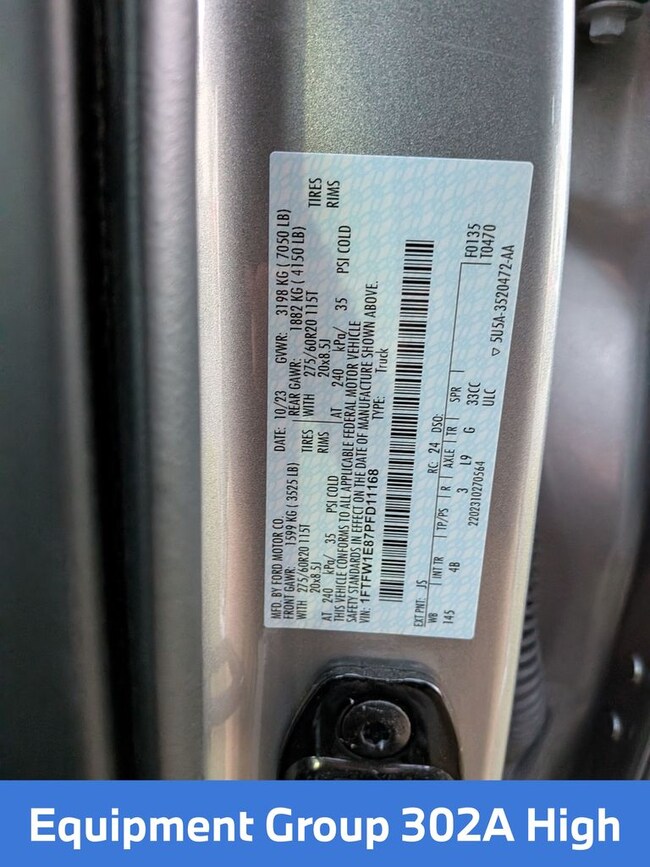 MFD. BY FORD MOTOR CO.
DATE: 10/23 GVWR: 3198 KG ( 7050 LB)
FRONT GAWR: 1599 KG ( 3525 LB)
REAR GAWR: 1882 KG ( 4150 LB)
WITH 275/60R20 115T TIRES
WITH 275/60R20 115T TIRES
20x8.5J RIMS
20x8.5J RIMS
AT 240 kPa/ 35 PSI COLD
AT 240 kPa/ 35 PSI COLD
THIS VEHICLE CONFORMS TO ALL APPLICABLE FEDERAL MOTOR VEHICLE
SAFETY STANDARDS IN EFFECT ON THE DATE OF MANUFACTURE SHOWN ABOVE.
VIN: 1FTFW1E87PFD11168 TYPE: Truck
F0135
T0470
EXT PNT: JS RC: 24 DSO:
WB INT TR TP/PS R AXLE TR SPR
145 4B 3 L9 G 33CC
2202310270564 ULC
▽ 5U5A-3520472-AA
Equipment Group 302A High